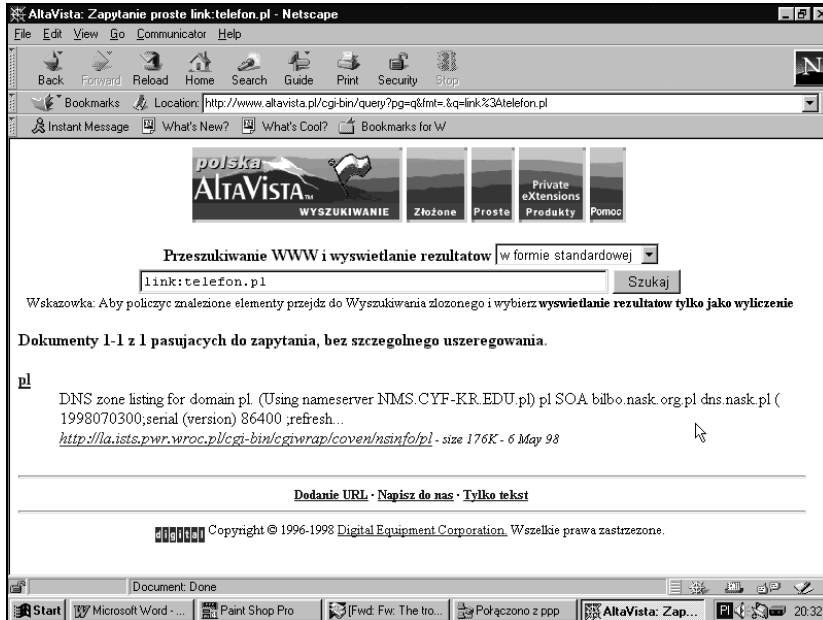 AltaVista: Zapytanie proste link:telefon.pl - Netscape
File Edit View Go Communicator Help
Back Forward Reload Home Search Guide Print Security Stop
N
Bookmarks Location: http://www.altavista.pl/cgi-bin/query?pg=q&fmt=.&q=link%3Atelefon.pl
Instant Message What's New? What's Cool? Bookmarks for W
polska
ALTAVISTA™
WYSZUKIWANIE Złożone Proste Private eXtensions Produkty Pomoc
Przeszukiwanie WWW i wyswietlanie rezultatow w formie standardowej
link:telefon.pl Szukaj
Wskazowka: Aby policzyc znalezione elementy przejdz do Wyszukiwania zlozonego i wybierz wyswietlanie rezultatow tylko jako wyliczenie
Dokumenty 1-1 z 1 pasujacych do zapytania, bez szczegolnego uszeregowania.
pl
DNS zone listing for domain pl. (Using nameserver NMS.CYF-KR.EDU.pl) pl SOA bilbo.nask.org.pl dns.nask.pl (
1998070300;serial (version) 86400 ;refresh...
http://la.ists.pwr.wroc.pl/cgi-bin/cgiwrap/coven/nsinfo/pl - size 176K - 6 May 98
Dodanie URL · Napisz do nas · Tylko tekst
digital Copyright © 1996-1998 Digital Equipment Corporation. Wszelkie prawa zastrzezone.
Document: Done
Start Microsoft Word - ... Paint Shop Pro [Fwd: Fw: The tro... Połączono z ppp AltaVista: Zap... Pl 20:32